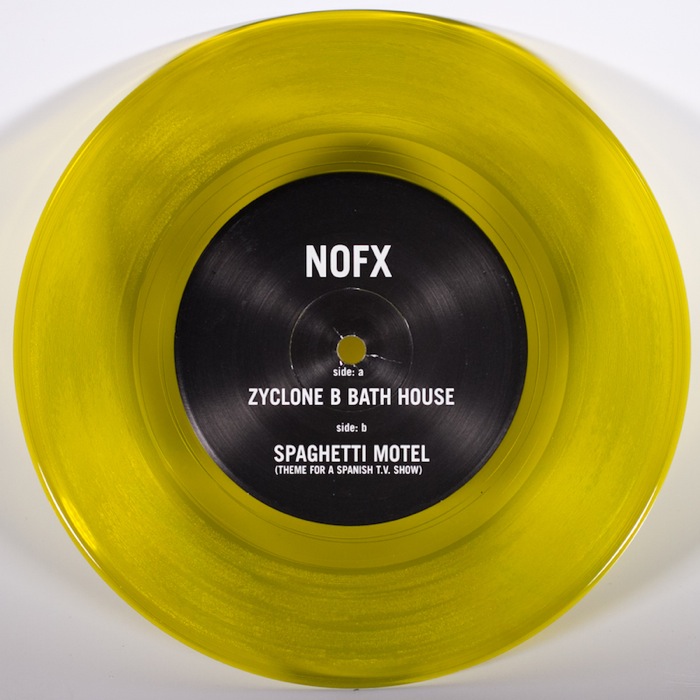 NOFX
side: a
ZYCLONE B BATH HOUSE
side: b
SPAGHETTI MOTEL
(THEME FOR A SPANISH T.V. SHOW)